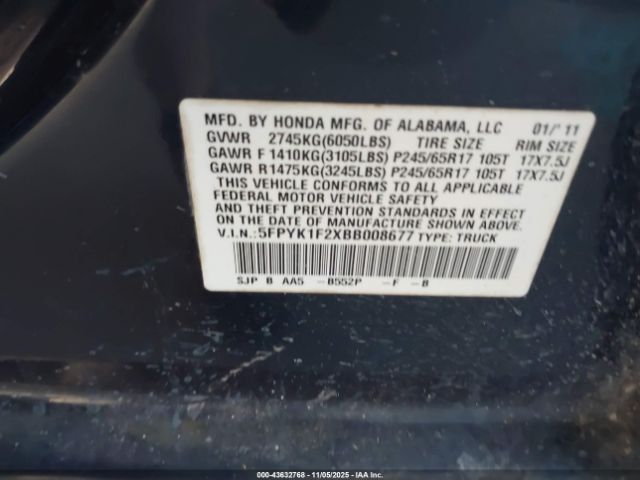 MFD. BY HONDA MFG. OF ALABAMA, LLC 01/'11
GVWR 2745KG(6050LBS) TIRE SIZE RIM SIZE
GAWR F 1410KG(3105LBS) P245/65R17 105T 17X7.5J
GAWR R1475KG(3245LBS) P245/65R17 105T 17X7.5J
THIS VEHICLE CONFORMS TO ALL APPLICABLE
FEDERAL MOTOR VEHICLE SAFETY
AND THEFT PREVENTION STANDARDS IN EFFECT ON
THE DATE OF MANUFACTURE SHOWN ABOVE.
V.I.N.:5FPYK1F2XBB008677 TYPE: TRUCK
SJP B AA5 -B552P -F -B
000-43632768 - 11/05/2025 - IAA Inc.